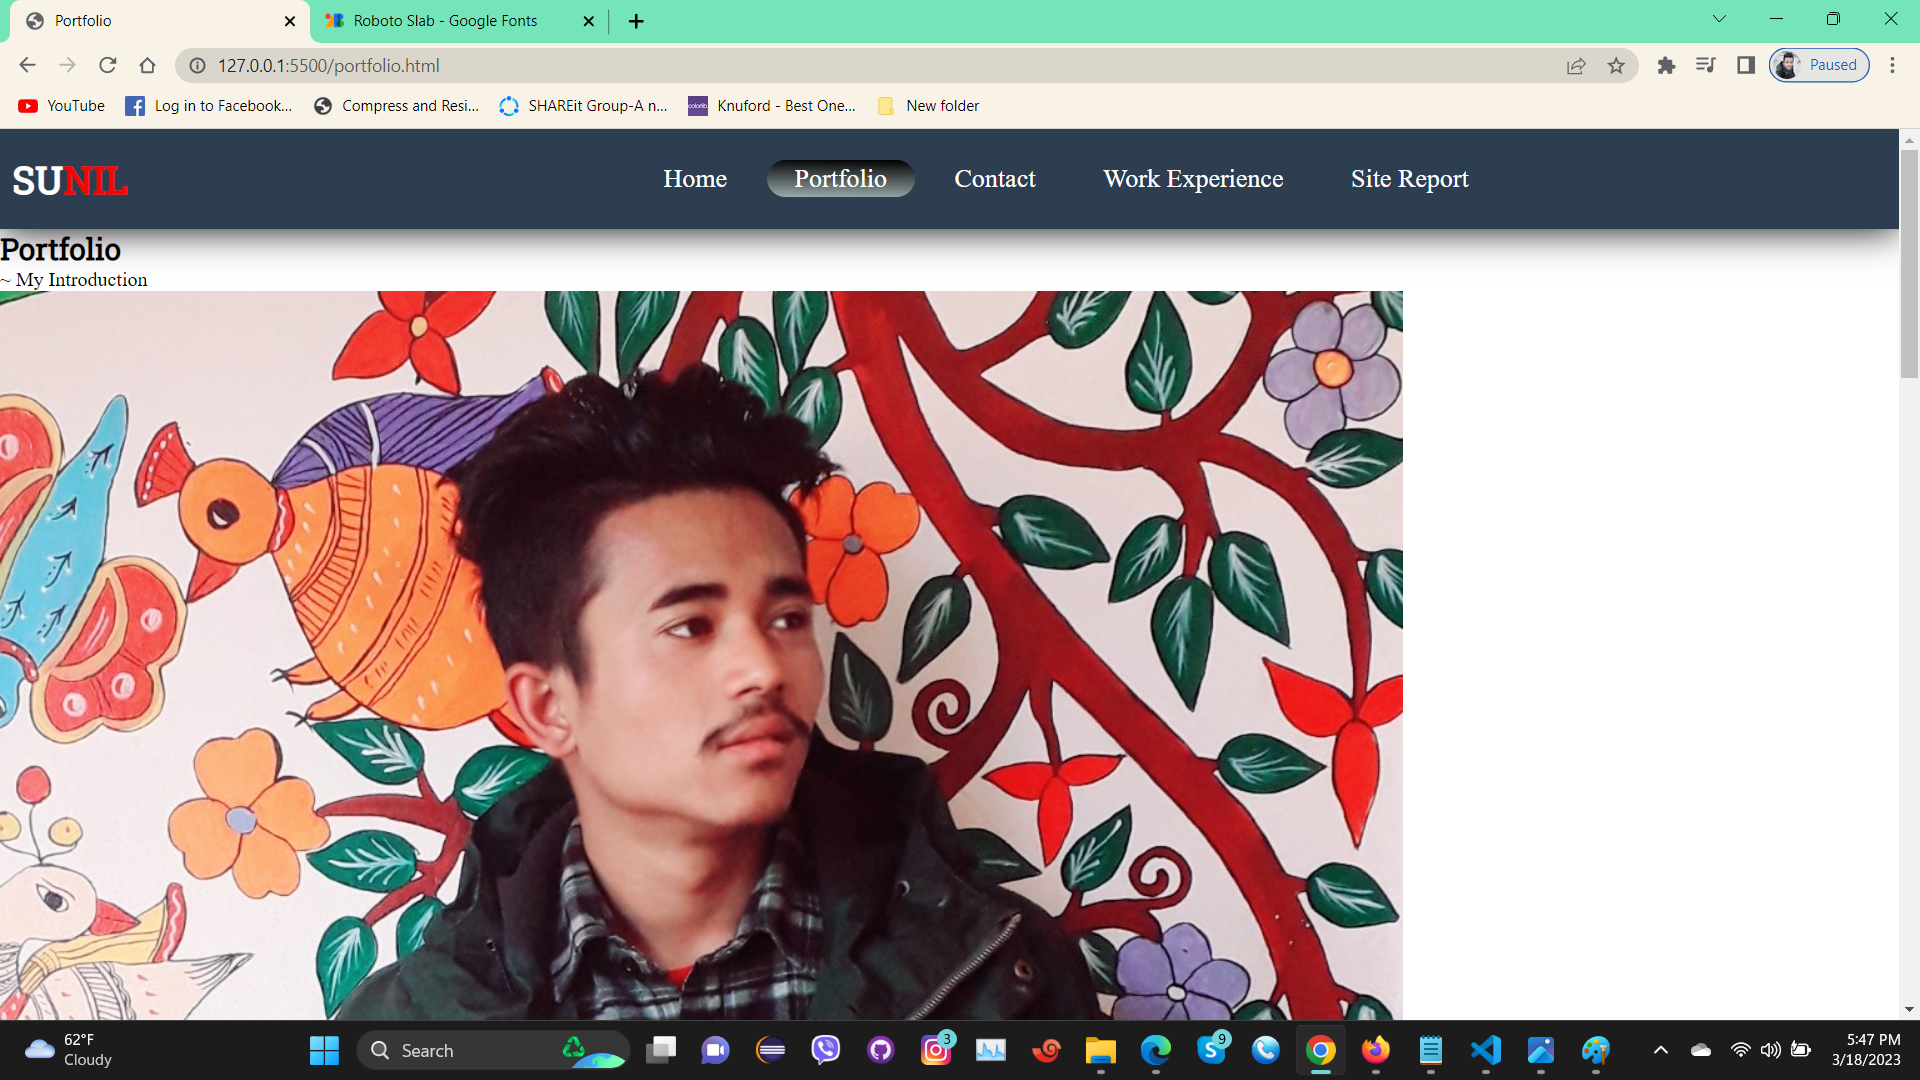 Portfolio
Roboto Slab - Google Fonts
127.0.0.1:5500/portfolio.html
Paused
YouTube
Log in to Facebook...
Compress and Resi...
SHAREit Group-A n...
colorlib.
Knuford - Best One...
New folder
SUNIL
Home
Portfolio
Contact
Work Experience
Site Report
Portfolio
~ My Introduction
62°F
Cloudy
Search
3
9
5:47 PM
3/18/2023